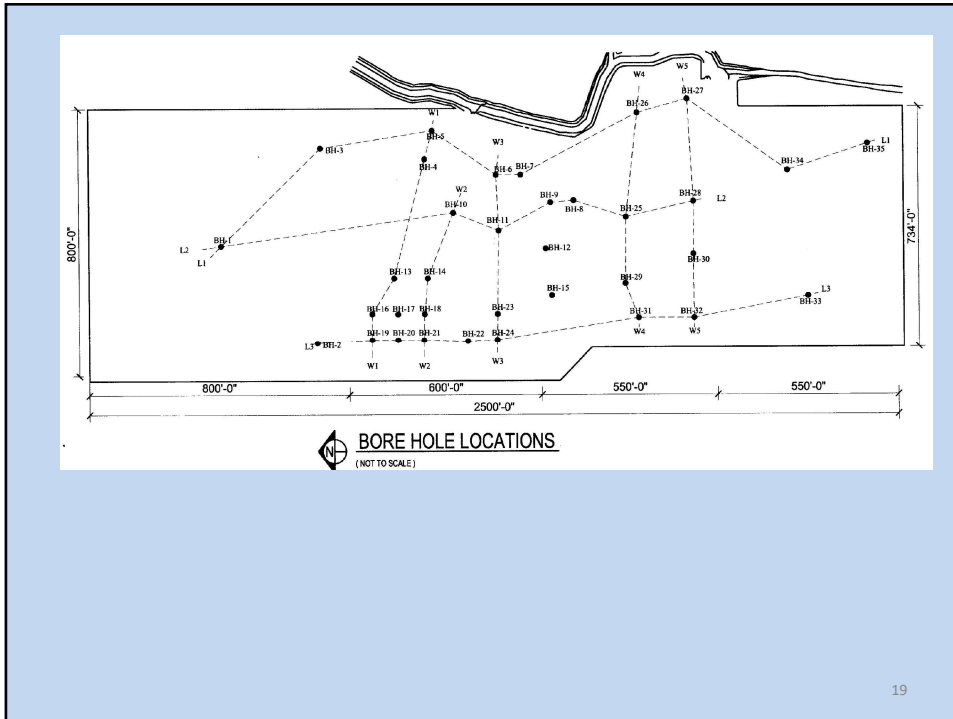 W5
W4
BH-27
BH-26
W1
BH-5
BH-3
W3
BH-4
BH-7
BH-6
BH-34
L1
BH-35
W2
BH-10
BH-9
BH-8
BH-28
L2
BH-25
BH-11
L2
BH-1
L1
BH-12
BH-30
BH-13
BH-14
BH-29
BH-15
L3
BH-33
BH-16
BH-17
BH-18
BH-23
BH-31
BH-32
W4
W5
BH-19
BH-20
BH-21
BH-22
BH-24
L3
BH-2
W1
W2
W3
800'-0"
734'-0"
800'-0"
600'-0"
550'-0"
550'-0"
2500'-0"
N
BORE HOLE LOCATIONS
( NOT TO SCALE )
19